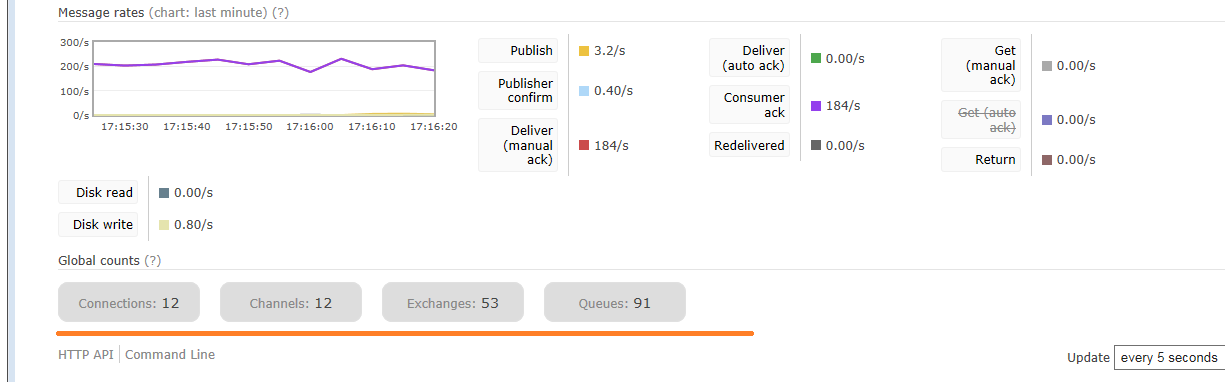 Message rates (chart: last minute) (?)
300/s
200/s
100/s
0/s
17:15:30 17:15:40 17:15:50 17:16:00 17:16:10 17:16:20
Publish 3.2/s
Publisher
confirm 0.40/s
Deliver
(manual
ack) 184/s
Deliver
(auto ack) 0.00/s
Consumer
ack 184/s
Redelivered 0.00/s
Get
(manual
ack) 0.00/s
Get (auto
ack) 0.00/s
Return 0.00/s
Disk read 0.00/s
Disk write 0.80/s
Global counts (?)
Connections: 12 Channels: 12 Exchanges: 53 Queues: 91
HTTP API Command Line
Update every 5 seconds